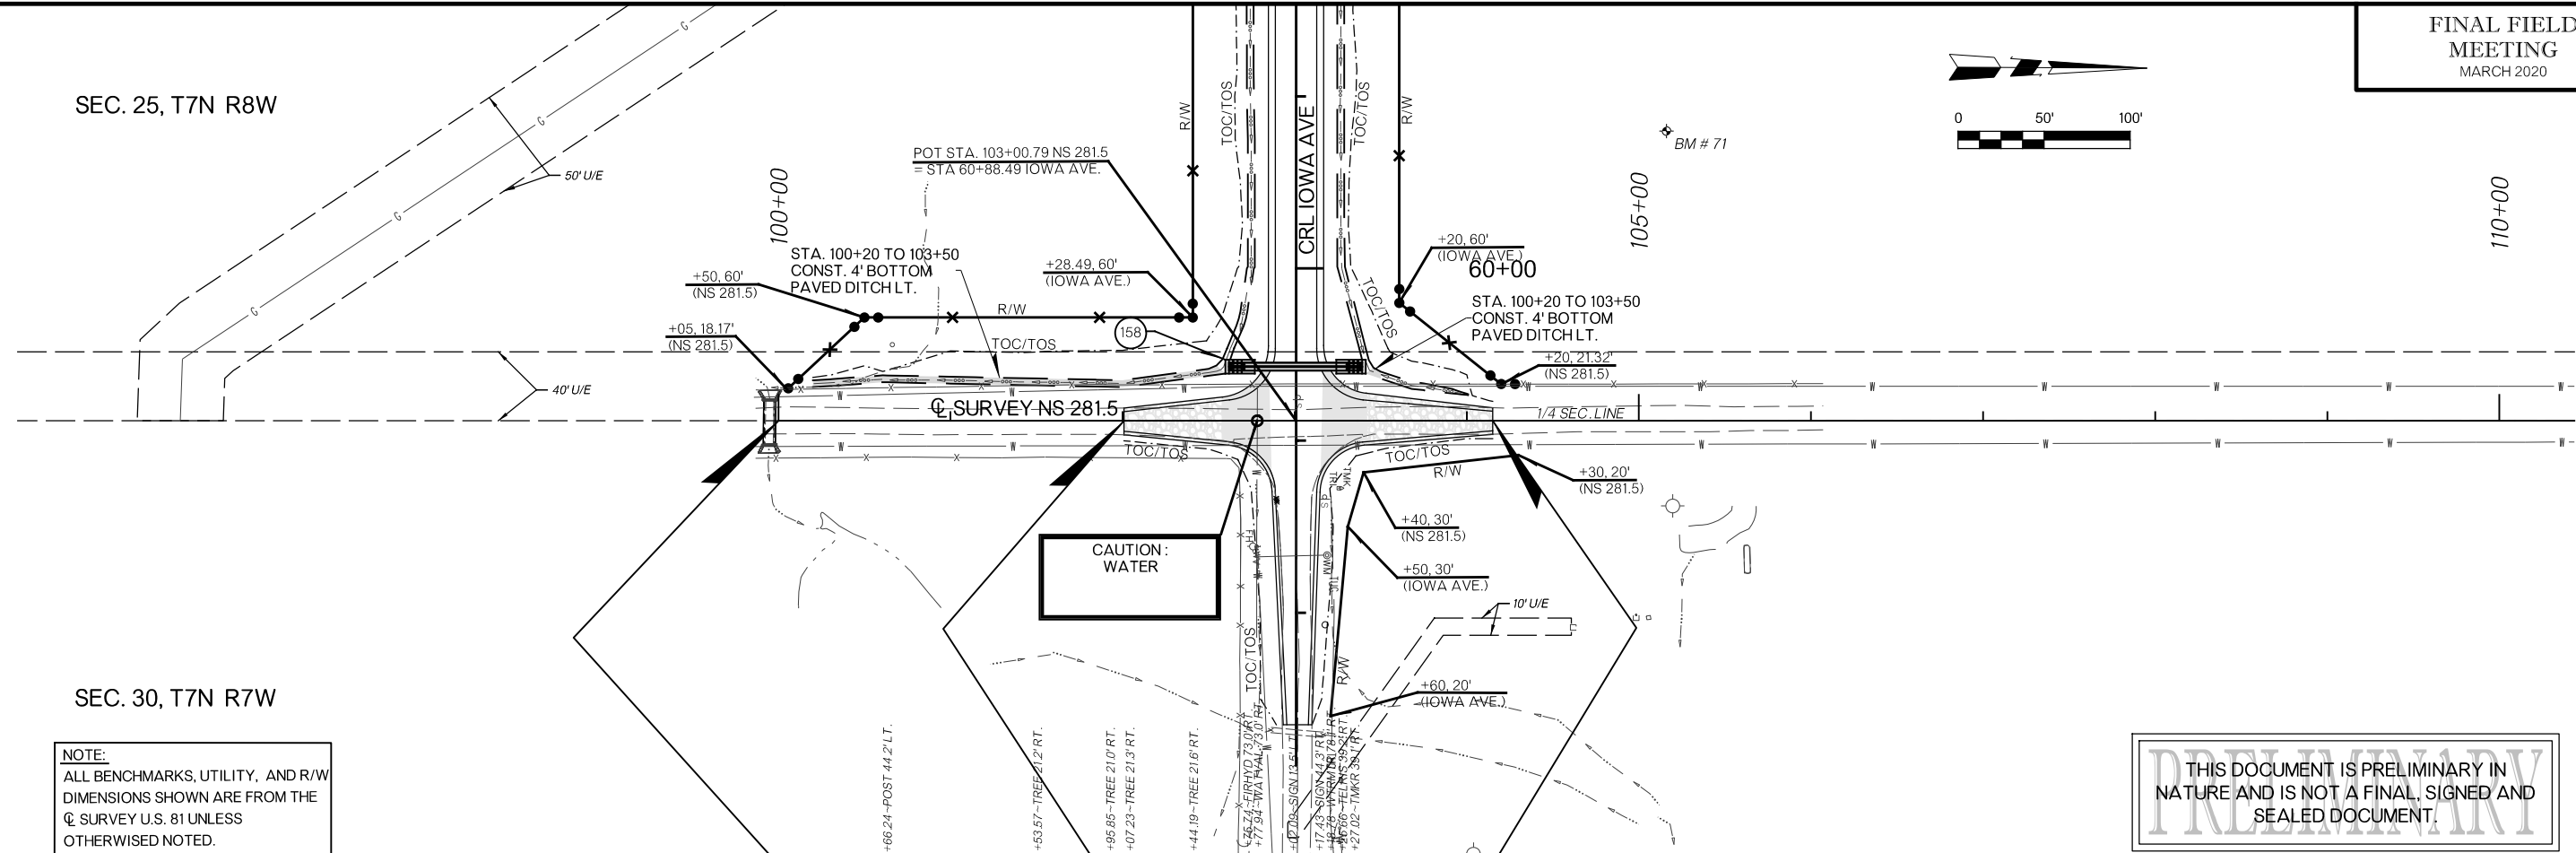 FINAL FIELD
MEETING
MARCH 2020
SEC. 25, T7N R8W
G
G
G
G
50' U/E
0 50' 100'
BM # 71
R/W
TOC/TOS
CRL IOWA AVE
TOC/TOS
R/W
POT STA. 103+00.79 NS 281.5
= STA 60+88.49 IOWA AVE.
100+00
105+00
110+00
STA. 100+20 TO 103+50
CONST. 4' BOTTOM
PAVED DITCH LT.
+50, 60'
(NS 281.5)
+28.49, 60'
(IOWA AVE.)
+20, 60'
(IOWA AVE.)
60+00
STA. 100+20 TO 103+50
CONST. 4' BOTTOM
PAVED DITCH LT.
R/W
+05, 18.17'
(NS 281.5)
158
TOC/TOS
TOC/TOS
+20, 21.32'
(NS 281.5)
40' U/E
℄ SURVEY NS 281.5
1/4 SEC. LINE
TOC/TOS
TOC/TOS
R/W
+30, 20'
(NS 281.5)
+40, 30'
(NS 281.5)
CAUTION :
WATER
+50, 30'
(IOWA AVE.)
10' U/E
TOC/TOS
R/W
+60, 20'
(IOWA AVE.)
SEC. 30, T7N R7W
+66.24~POST 44.2' LT.
+53.57~TREE 21.2' RT.
+95.85~TREE 21.0' RT.
+07.23~TREE 21.3' RT.
+44.19~TREE 21.6' RT.
+27.02~TMKR 39.1' RT.
NOTE:
ALL BENCHMARKS, UTILITY, AND R/W
DIMENSIONS SHOWN ARE FROM THE
℄ SURVEY U.S. 81 UNLESS
OTHERWISED NOTED.
PRELIMINARY
THIS DOCUMENT IS PRELIMINARY IN
NATURE AND IS NOT A FINAL, SIGNED AND
SEALED DOCUMENT.